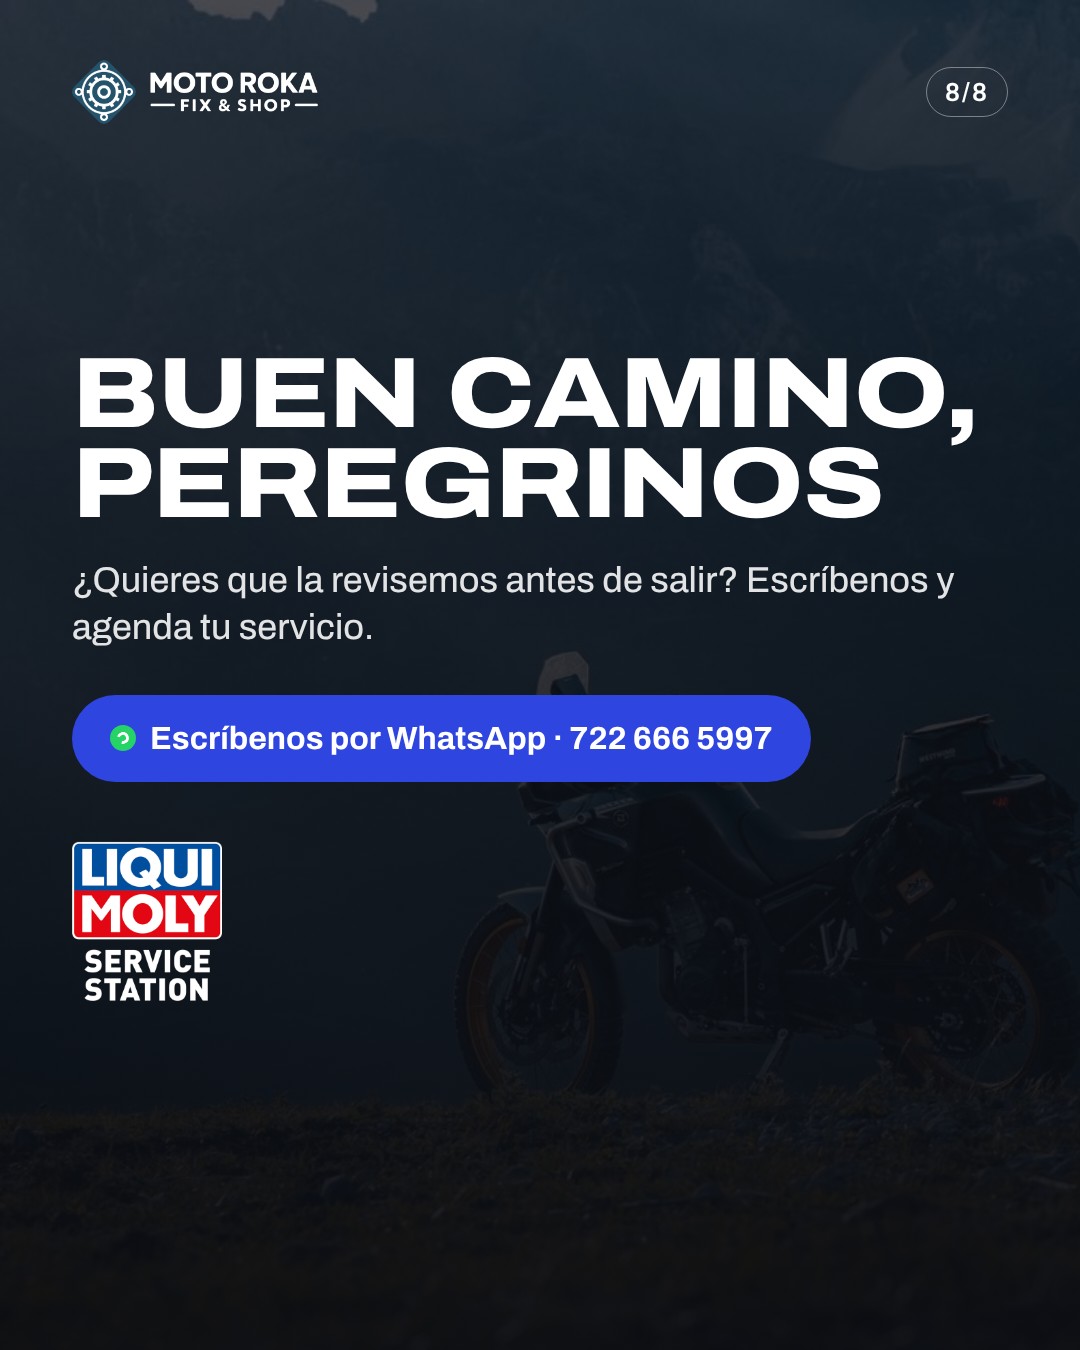 MOTO ROKA
FIX & SHOP
8/8
BUEN CAMINO,
PEREGRINOS
¿Quieres que la revisemos antes de salir? Escríbenos y
agenda tu servicio.
Escríbenos por WhatsApp · 722 666 5997
LIQUI
MOLY
SERVICE
STATION